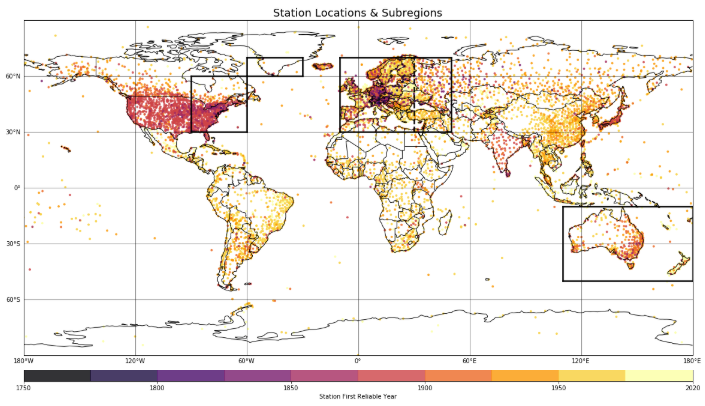 Station Locations & Subregions
60°N
30°N
0°
30°S
60°S
180°W 120°W 60°W 0° 60°E 120°E 180°E
1750 1800 1850 1900 1950 2020
Station First Reliable Year